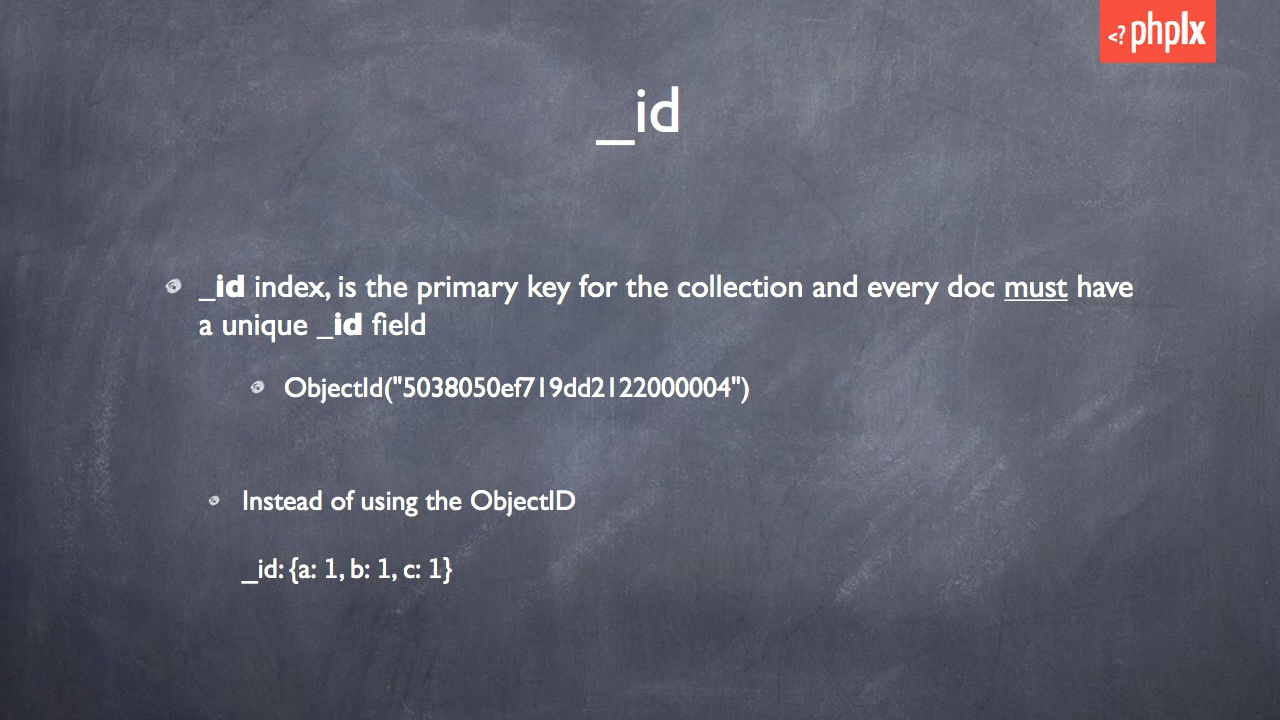 <? phplx
_id
_id index, is the primary key for the collection and every doc must have
a unique _id field
ObjectId("5038050ef719dd2122000004")
Instead of using the ObjectID
_id: {a: 1, b: 1, c: 1}